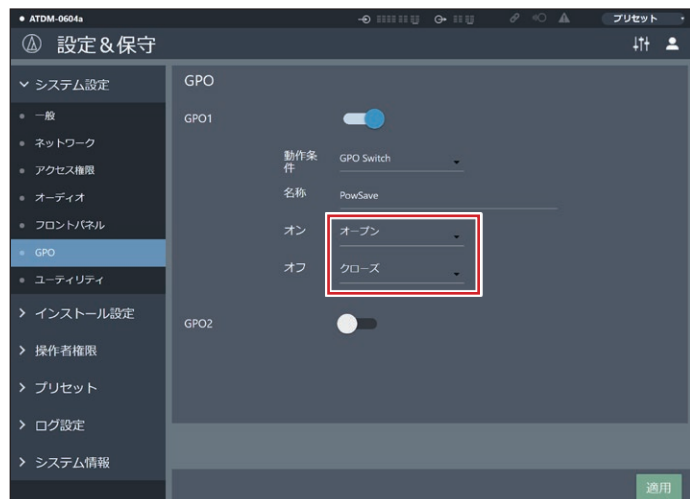 ATDM-0604a
プリセット
設定&保守
システム設定
一般
ネットワーク
アクセス権限
オーディオ
フロントパネル
GPO
ユーティリティ
インストール設定
操作者権限
プリセット
ログ設定
システム情報
GPO
GPO1
動作条
件
GPO Switch
名称
PowSave
オン
オープン
オフ
クローズ
GPO2
適用